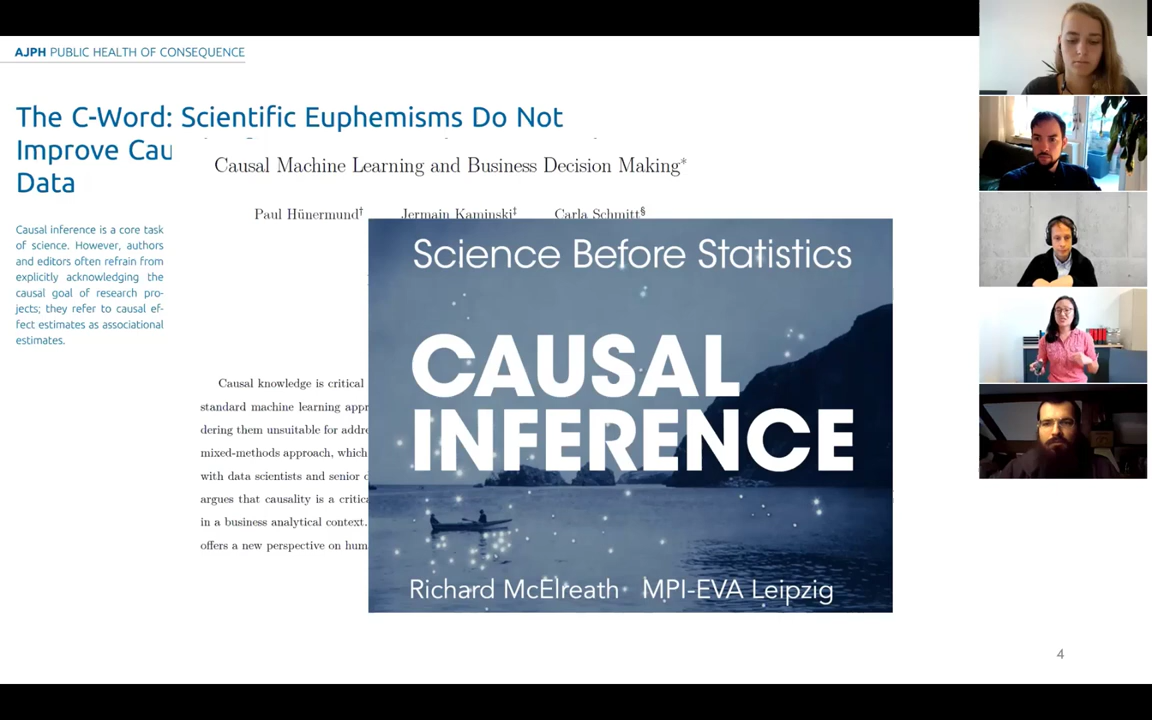 AJPH PUBLIC HEALTH OF CONSEQUENCE
The C-Word: Scientific Euphemisms Do Not
Improve Cau
Data
Causal inference is a core task
of science. However, authors
and editors often refrain from
explicitly acknowledging the
causal goal of research pro-
jects; they refer to causal ef-
fect estimates as associational
estimates.
Causal Machine Learning and Business Decision Making*
Paul Hünermund† Jermain Kaminski‡ Carla Schmitt§
Causal knowledge is critical
standard machine learning appr
dering them unsuitable for addre
mixed-methods approach, which
with data scientists and senior d
argues that causality is a critica
in a business analytical context.
offers a new perspective on hum
Science Before Statistics
CAUSAL
INFERENCE
Richard McElreath MPI-EVA Leipzig
4